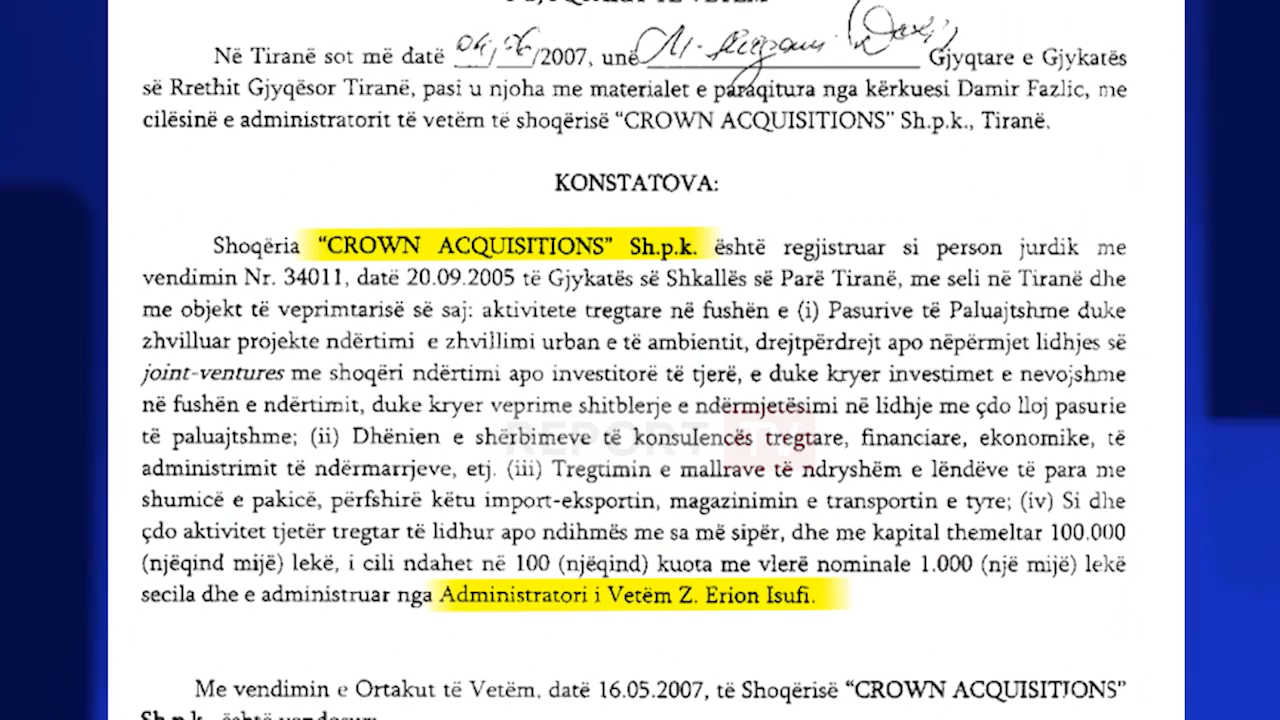 Në Tiranë sot më datë 04/06/2007, unë Gjyqtare e Gjykatës
së Rrethit Gjyqësor Tiranë, pasi u njoha me materialet e paraqitura nga kërkuesi Damir Fazlic, me
cilësinë e administratorit të vetëm të shoqërisë “CROWN ACQUISITIONS” Sh.p.k., Tiranë.
KONSTATOVA:
Shoqëria “CROWN ACQUISITIONS” Sh.p.k. është regjistruar si person jurdik me
vendimin Nr. 34011, datë 20.09.2005 të Gjykatës së Shkallës së Parë Tiranë, me seli në Tiranë dhe
me objekt të veprimtarisë së saj: aktivitete tregtare në fushën e (i) Pasurive të Paluajtshme duke
zhvilluar projekte ndërtimi e zhvillimi urban e të ambientit, drejtpërdrejt apo nëpërmjet lidhjes së
joint-ventures me shoqëri ndërtimi apo investitorë të tjerë, e duke kryer investimet e nevojshme
në fushën e ndërtimit, duke kryer veprime shitblerje e ndërmjetësimi në lidhje me çdo lloj pasurie
të paluajtshme; (ii) Dhënien e shërbimeve të konsulencës tregtare, financiare, ekonomike, të
REPORT TV
administrimit të ndërmarrjeve, etj. (iii) Tregtimin e mallrave të ndryshëm e lëndëve të para me
shumicë e pakicë, përfshirë këtu import-eksportin, magazinimin e transportin e tyre; (iv) Si dhe
çdo aktivitet tjetër tregtar të lidhur apo ndihmës me sa më sipër, dhe me kapital themeltar 100.000
(njëqind mijë) lekë, i cili ndahet në 100 (njëqind) kuota me vlerë nominale 1.000 (një mijë) lekë
secila dhe e administruar nga Administratori i Vetëm Z. Erion Isufi.
Me vendimin e Ortakut të Vetëm, datë 16.05.2007, të Shoqërisë “CROWN ACQUISITIONS”
Sh.p.k., është vendosur: